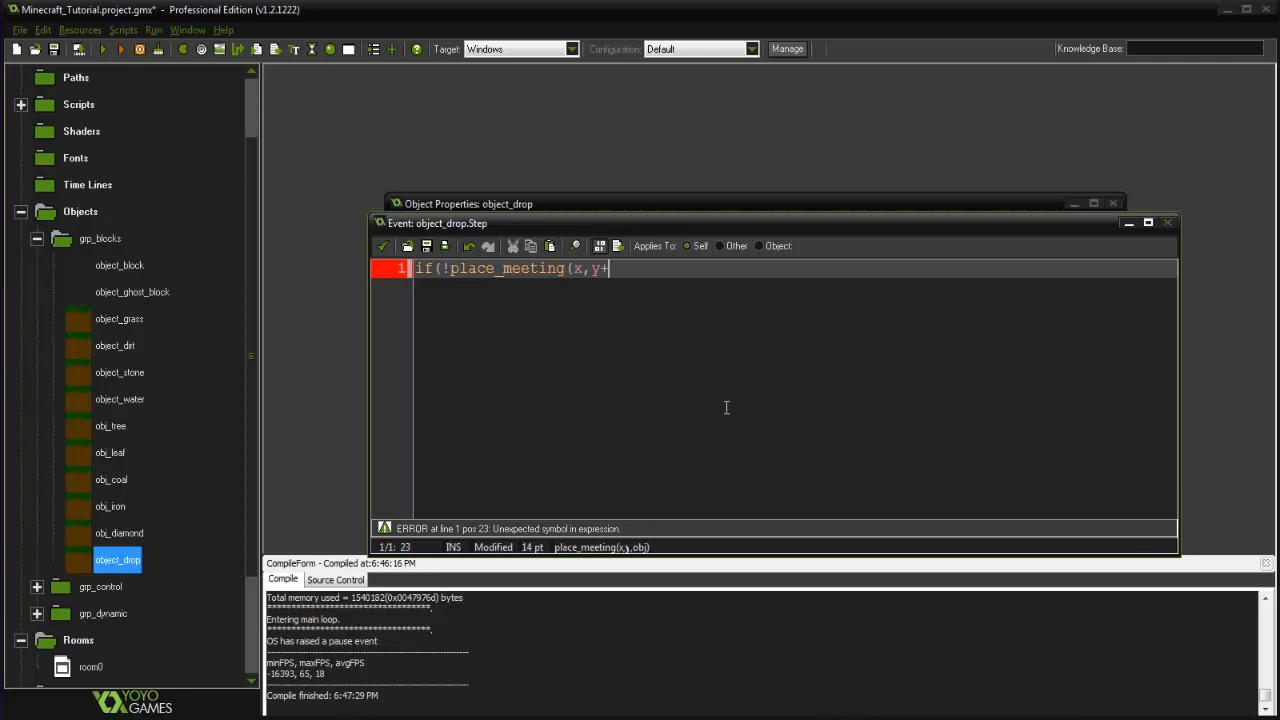 Minecraft_Tutorial.project.gmx* - Professional Edition (v1.2.1222)
File Edit Resources Scripts Run Window Help
Target: Windows Configuration: Default Manage Knowledge Base:
Paths
Scripts
Shaders
Fonts
Time Lines
Objects
grp_blocks
object_block
object_ghost_block
object_grass
object_dirt
object_stone
object_water
obj_tree
obj_leaf
obj_coal
obj_iron
obj_diamond
object_drop
grp_control
grp_dynamic
Rooms
room0
YOYO
GAMES
Object Properties: object_drop
Event: object_drop.Step
Applies To: Self Other Object:
1 if(!place_meeting(x,y+
ERROR at line 1 pos 23: Unexpected symbol in expression.
1/1: 23 INS Modified 14 pt place_meeting(x,y,obj)
CompileForm - Compiled at:6:46:16 PM
Compile Source Control
Total memory used = 1540182(0x0047976d) bytes
**********************************.
Entering main loop.
**********************************.
OS has raised a pause event
----------------------------------------------------
minFPS, maxFPS, avgFPS
-16393, 65, 18
----------------------------------------------------
Compile finished: 6:47:29 PM